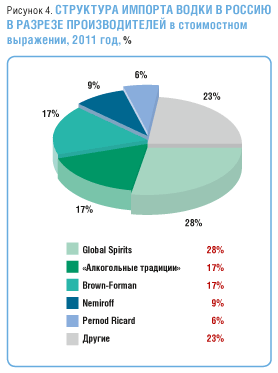 Рисунок 4. СТРУКТУРА ИМПОРТА ВОДКИ В РОССИЮ
В РАЗРЕЗЕ ПРОИЗВОДИТЕЛЕЙ в стоимостном
выражении, 2011 год, %
6%
9%
23%
17%
17%
28%
Global Spirits 28%
«Алкогольные традиции» 17%
Brown-Forman 17%
Nemiroff 9%
Pernod Ricard 6%
Другие 23%